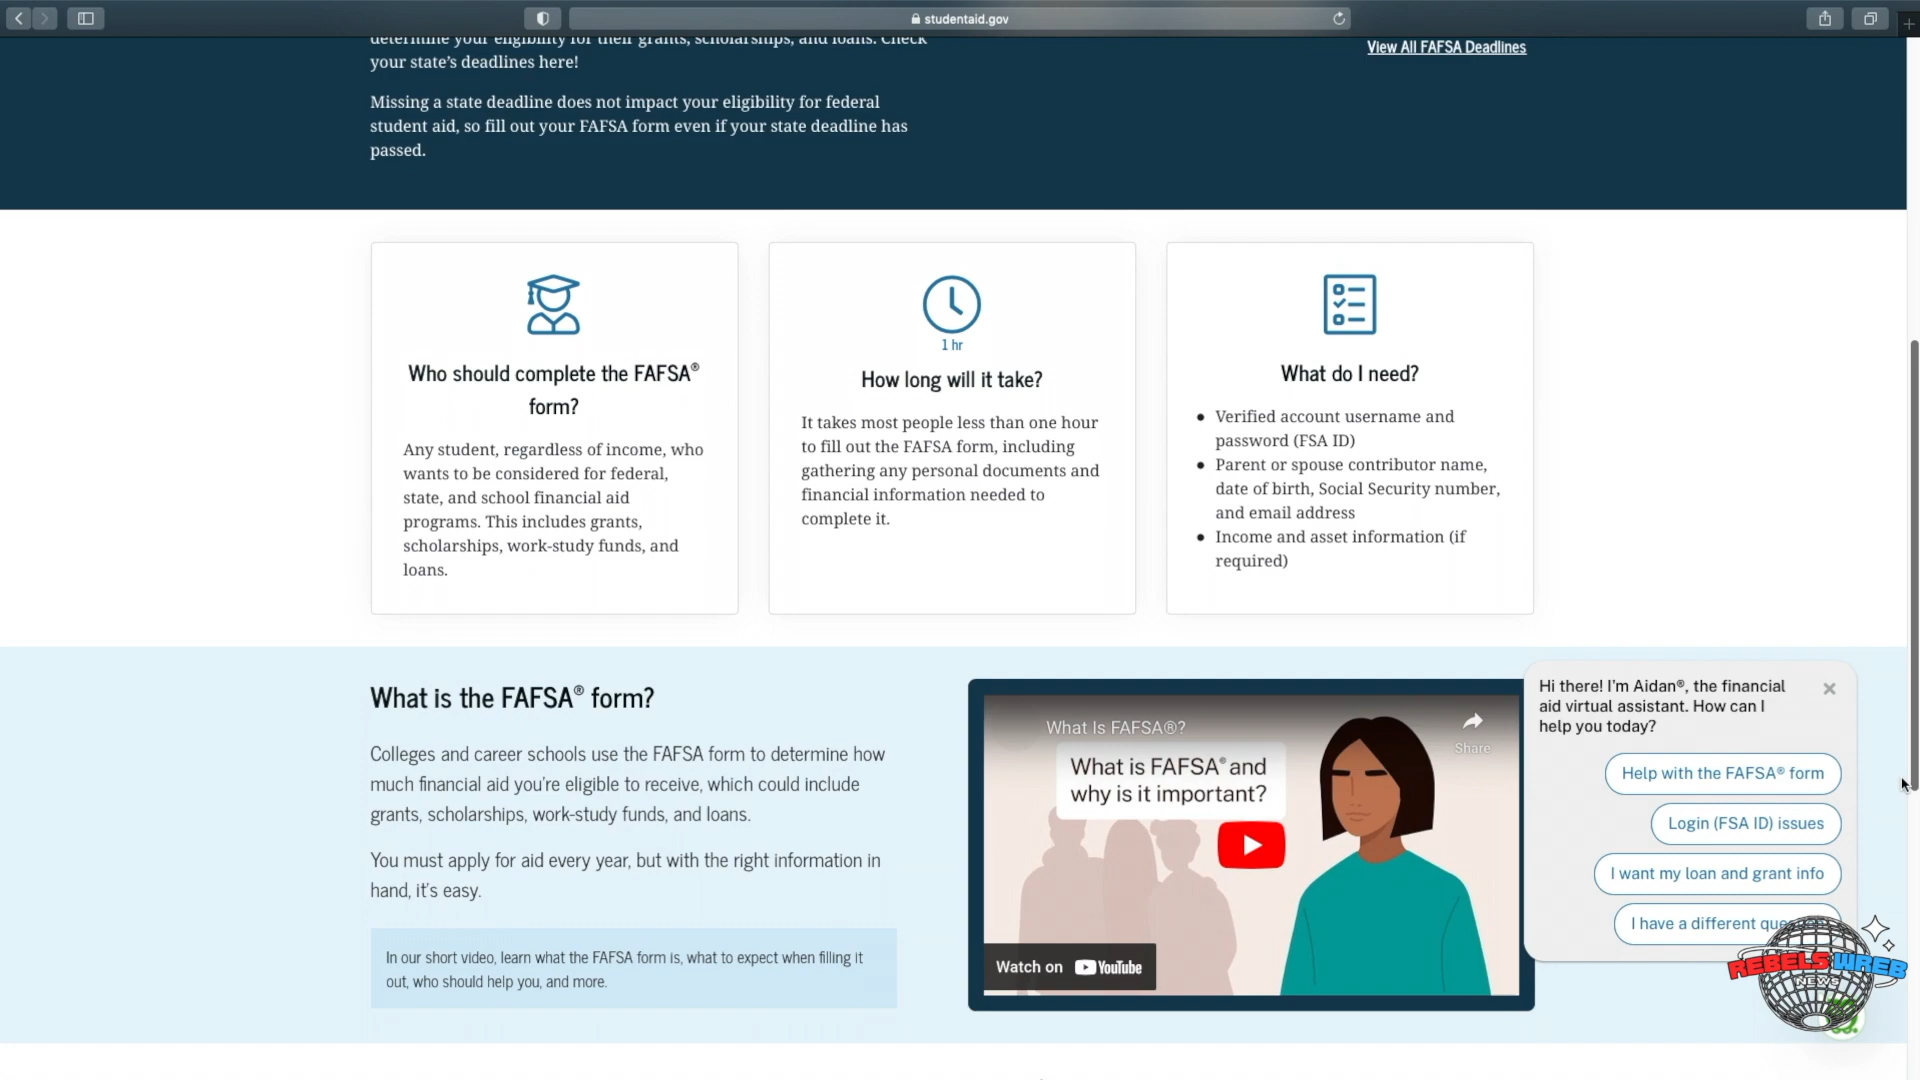 studentaid.gov
determine your eligibility for their grants, scholarships, and loans. Check
your state's deadlines here!
View All FAFSA Deadlines
Missing a state deadline does not impact your eligibility for federal
student aid, so fill out your FAFSA form even if your state deadline has
passed.
Who should complete the FAFSA®
form?
Any student, regardless of income, who
wants to be considered for federal,
state, and school financial aid
programs. This includes grants,
scholarships, work-study funds, and
loans.
1 hr
How long will it take?
It takes most people less than one hour
to fill out the FAFSA form, including
gathering any personal documents and
financial information needed to
complete it.
What do I need?
• Verified account username and
password (FSA ID)
• Parent or spouse contributor name,
date of birth, Social Security number,
and email address
• Income and asset information (if
required)
What is the FAFSA® form?
Colleges and career schools use the FAFSA form to determine how
much financial aid you're eligible to receive, which could include
grants, scholarships, work-study funds, and loans.
You must apply for aid every year, but with the right information in
hand, it's easy.
In our short video, learn what the FAFSA form is, what to expect when filling it
out, who should help you, and more.
What Is FAFSA®?
Share
What is FAFSA® and
why is it important?
Watch on YouTube
Hi there! I'm Aidan®, the financial
aid virtual assistant. How can I
help you today?
Help with the FAFSA® form
Login (FSA ID) issues
I want my loan and grant info
I have a different
REBELS WREB
NEWS